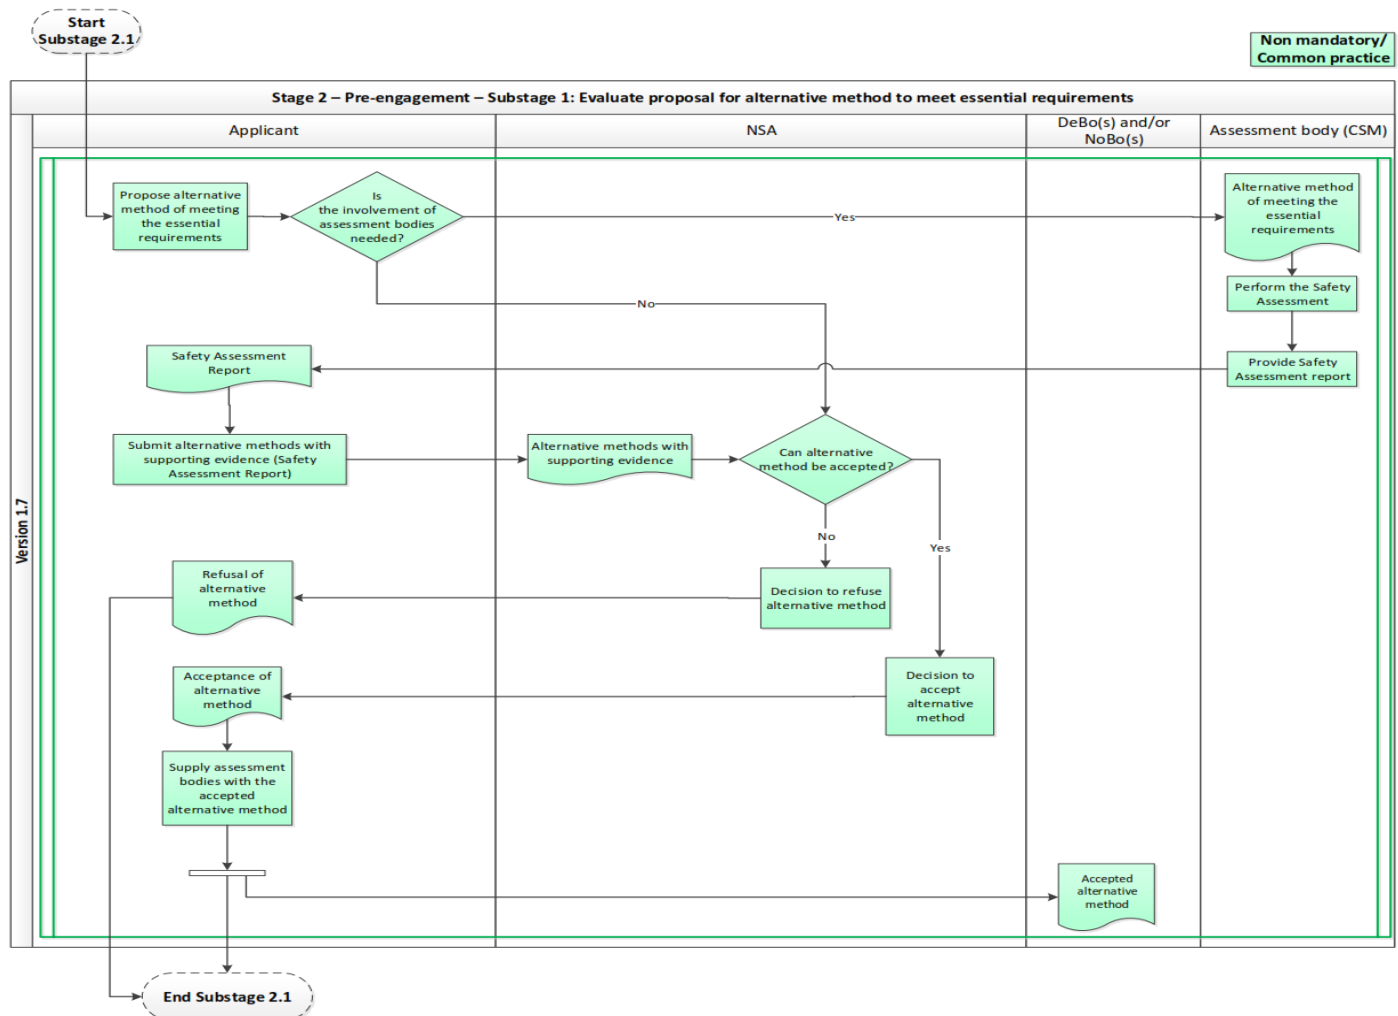 Start
Substage 2.1
Non mandatory/
Common practice
Stage 2 – Pre-engagement – Substage 1: Evaluate proposal for alternative method to meet essential requirements
Applicant
NSA
DeBo(s) and/or
NoBo(s)
Assessment body (CSM)
Propose alternative
method of meeting
the essential
requirements
Is
the involvement of
assessment bodies
needed?
Yes
Alternative method
of meeting the
essential
requirements
Perform the Safety
Assessment
No
Safety Assessment
Report
Provide Safety
Assessment report
Submit alternative methods with
supporting evidence (Safety
Assessment Report)
Alternative methods with
supporting evidence
Can alternative
method be accepted?
Version 1.7
No
Yes
Refusal of
alternative
method
Decision to refuse
alternative method
Acceptance of
alternative
method
Decision to
accept
alternative
method
Supply assessment
bodies with the
accepted
alternative method
Accepted
alternative
method
End Substage 2.1